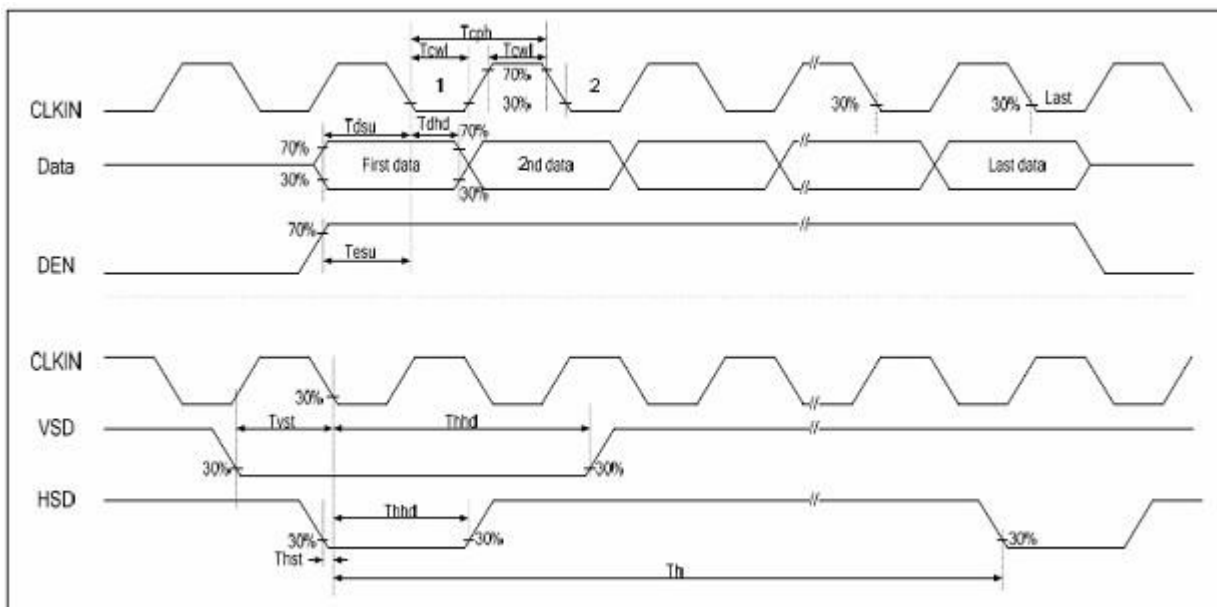 Tcph
Tcwl Tcwl
70%
1 2
30% 30% 30% Last
CLKIN
Tdsu Tdhd
70% 70%
Data First data 2nd data Last data
30% 30%
70%
Tesu
DEN
CLKIN
30%
VSD Tvst Thhd
30% 30%
HSD
Thhd
30% 30% 30%
Thst
Th